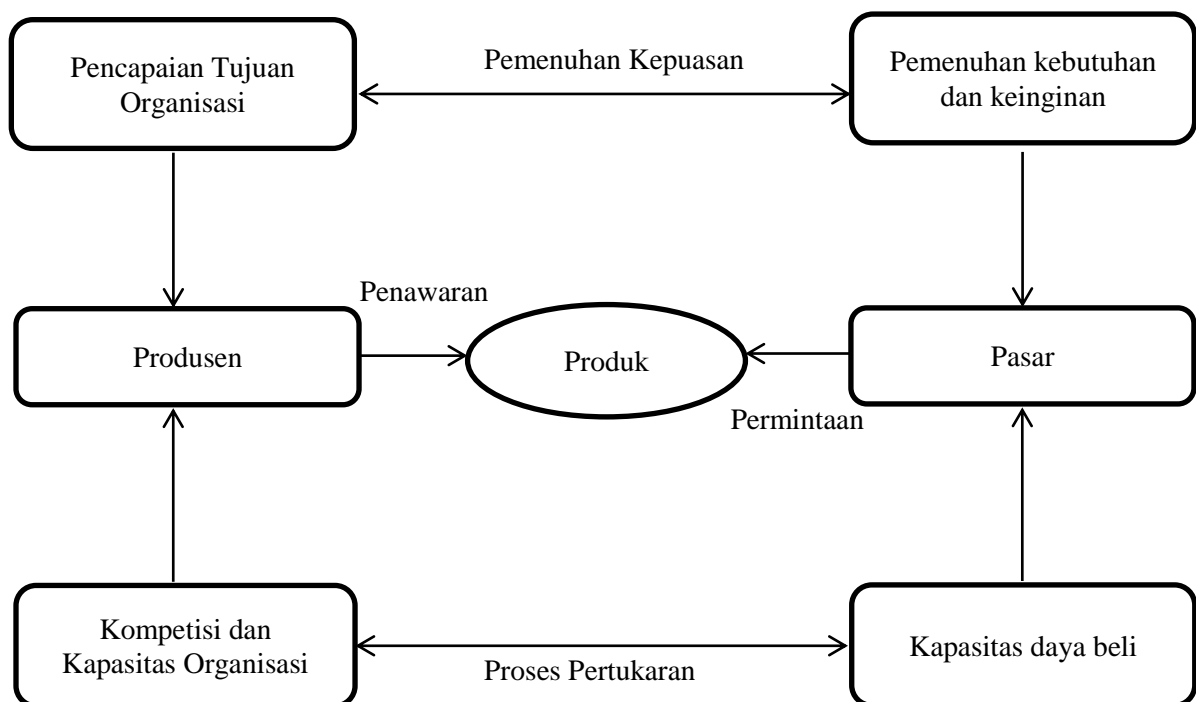 Pencapaian Tujuan
Organisasi
Pemenuhan Kepuasan
Pemenuhan kebutuhan
dan keinginan
Penawaran
Produsen
Produk
Pasar
Permintaan
Kompetisi dan
Kapasitas Organisasi
Proses Pertukaran
Kapasitas daya beli